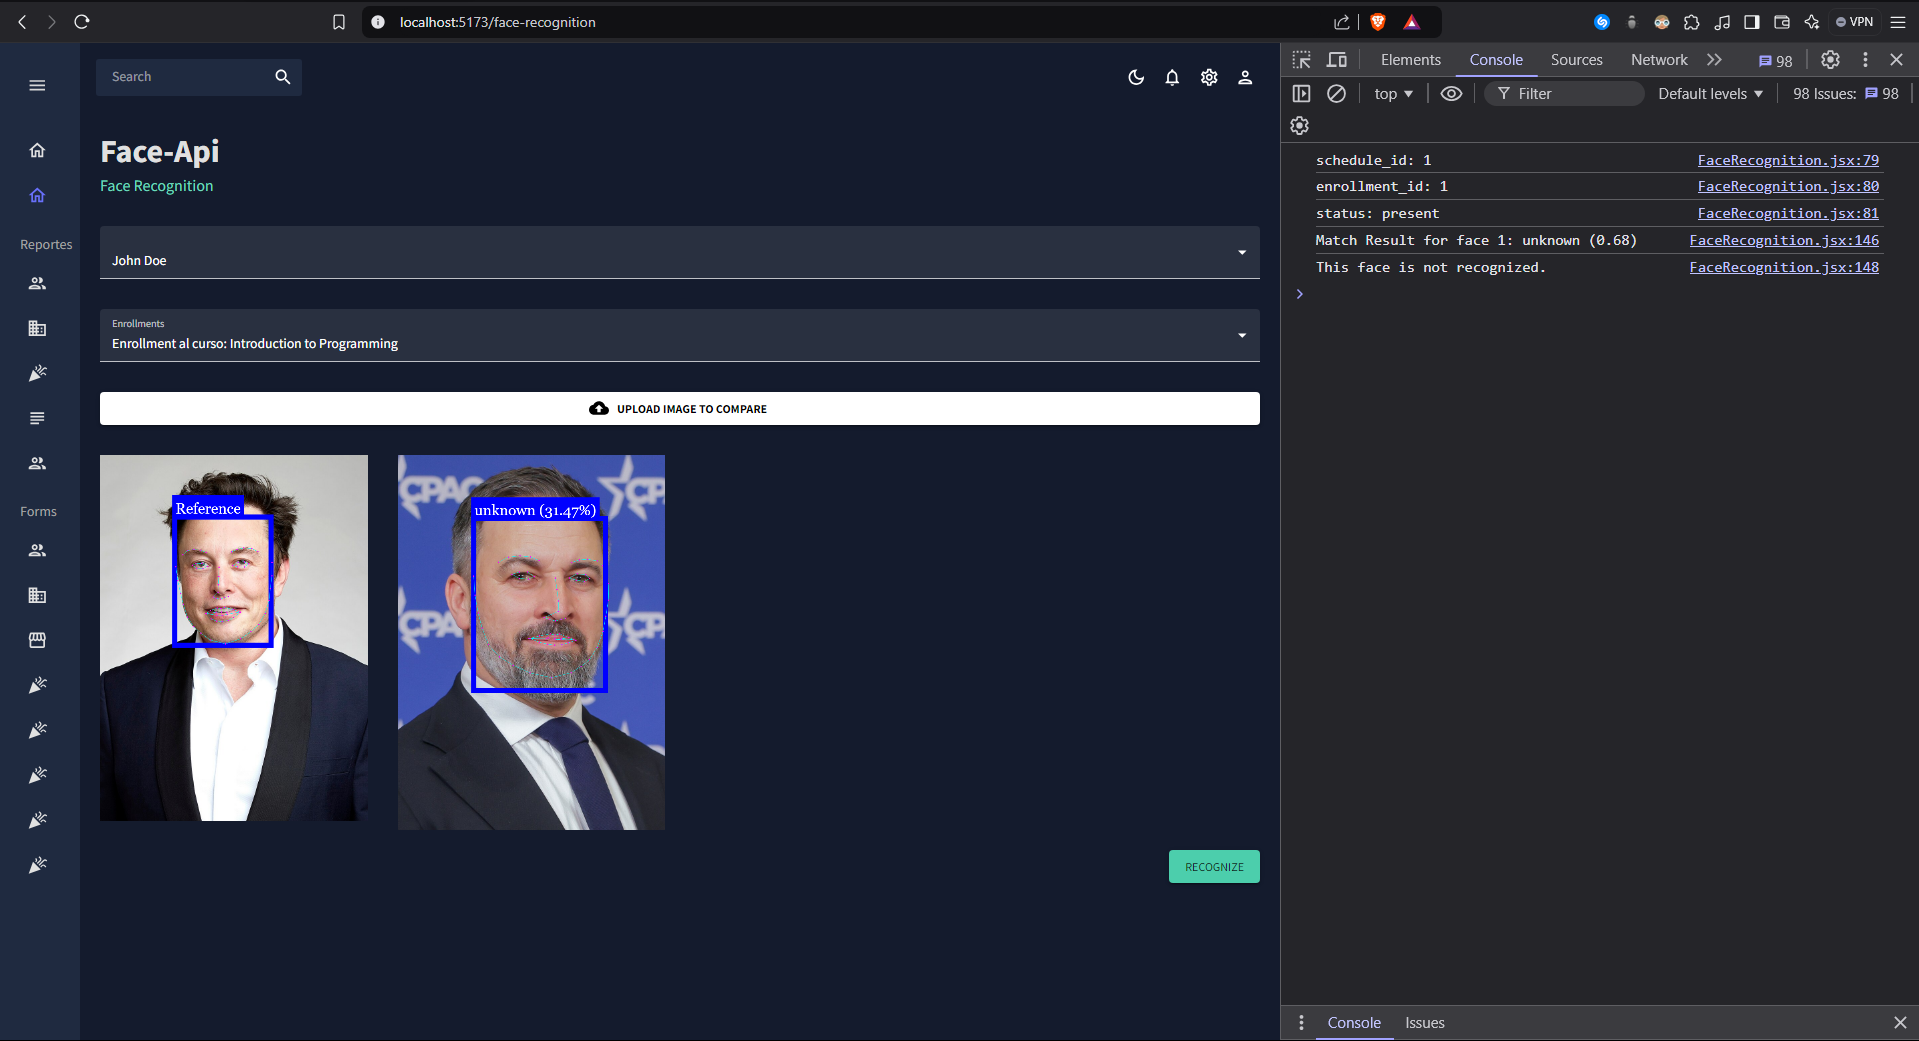 localhost:5173/face-recognition
VPN
Search
Face-Api
Face Recognition
Reportes
Forms
John Doe
Enrollments
Enrollment al curso: Introduction to Programming
UPLOAD IMAGE TO COMPARE
CPAC
CP
Reference
unknown (31.47%)
CPA
CP
RECOGNIZE
Elements
Console
Sources
Network
98
top
Filter
Default levels
98 Issues:
98
schedule_id: 1 FaceRecognition.jsx:79
enrollment_id: 1 FaceRecognition.jsx:80
status: present FaceRecognition.jsx:81
Match Result for face 1: unknown (0.68) FaceRecognition.jsx:146
This face is not recognized. FaceRecognition.jsx:148
Console
Issues